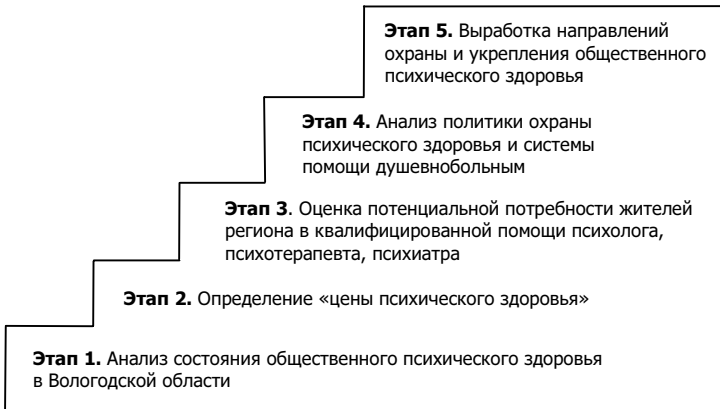 Этап 5. Выработка направлений
охраны и укрепления общественного
психического здоровья
Этап 4. Анализ политики охраны
психического здоровья и системы
помощи душевнобольным
Этап 3. Оценка потенциальной потребности жителей
региона в квалифицированной помощи психолога,
психотерапевта, психиатра
Этап 2. Определение «цены психического здоровья»
Этап 1. Анализ состояния общественного психического здоровья
в Вологодской области